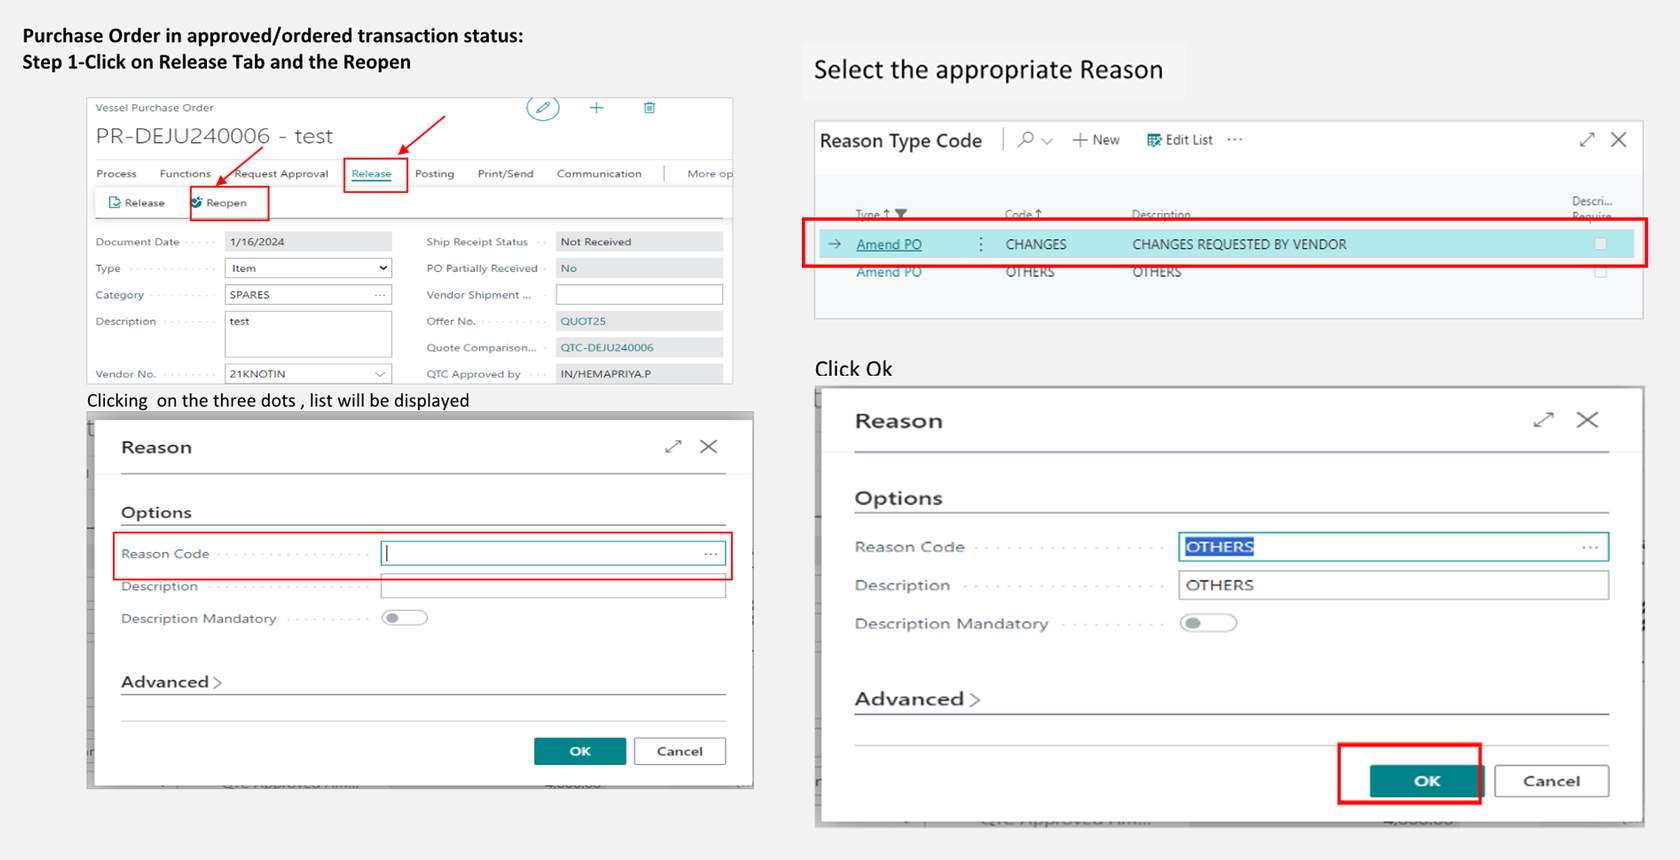 Purchase Order in approved/ordered transaction status:
Step 1-Click on Release Tab and the Reopen
Vessel Purchase Order
PR-DEJU240006 - test
Process Functions Request Approval Release Posting Print/Send Communication More op
Release Reopen
Document Date 1/16/2024
Type Item
Category SPARES ...
Description test
Vendor No. 21KNOTIN
Ship Receipt Status Not Received
PO Partially Received No
Vendor Shipment ...
Offer No. QUOT25
Quote Comparison... QTC-DEJU240006
QTC Approved by IN/HEMAPRIYA.P
Clicking on the three dots , list will be displayed
Reason
Options
Reason Code ...
Description
Description Mandatory
Advanced >
OK Cancel
Select the appropriate Reason
Reason Type Code New Edit List ...
Descri...
Type ↑ Code ↑ Description Require
→ Amend PO CHANGES CHANGES REQUESTED BY VENDOR
Amend PO OTHERS OTHERS
Click Ok
Reason
Options
Reason Code OTHERS ...
Description OTHERS
Description Mandatory
Advanced >
OK Cancel